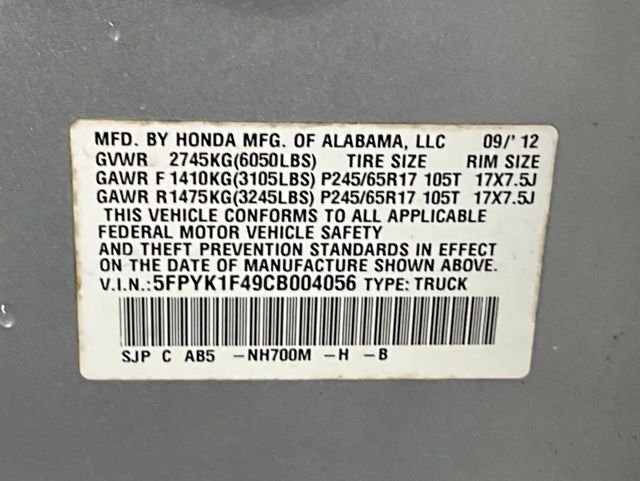 MFD. BY HONDA MFG. OF ALABAMA, LLC 09/'12
GVWR 2745KG(6050LBS) TIRE SIZE RIM SIZE
GAWR F 1410KG(3105LBS) P245/65R17 105T 17X7.5J
GAWR R 1475KG(3245LBS) P245/65R17 105T 17X7.5J
THIS VEHICLE CONFORMS TO ALL APPLICABLE
FEDERAL MOTOR VEHICLE SAFETY
AND THEFT PREVENTION STANDARDS IN EFFECT
ON THE DATE OF MANUFACTURE SHOWN ABOVE.
V.I.N.:5FPYK1F49CB004056 TYPE: TRUCK
SJP C AB5 -NH700M -H -B